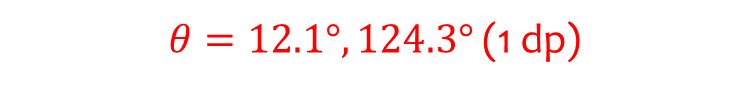 θ = 12.1°, 124.3° (1 dp)